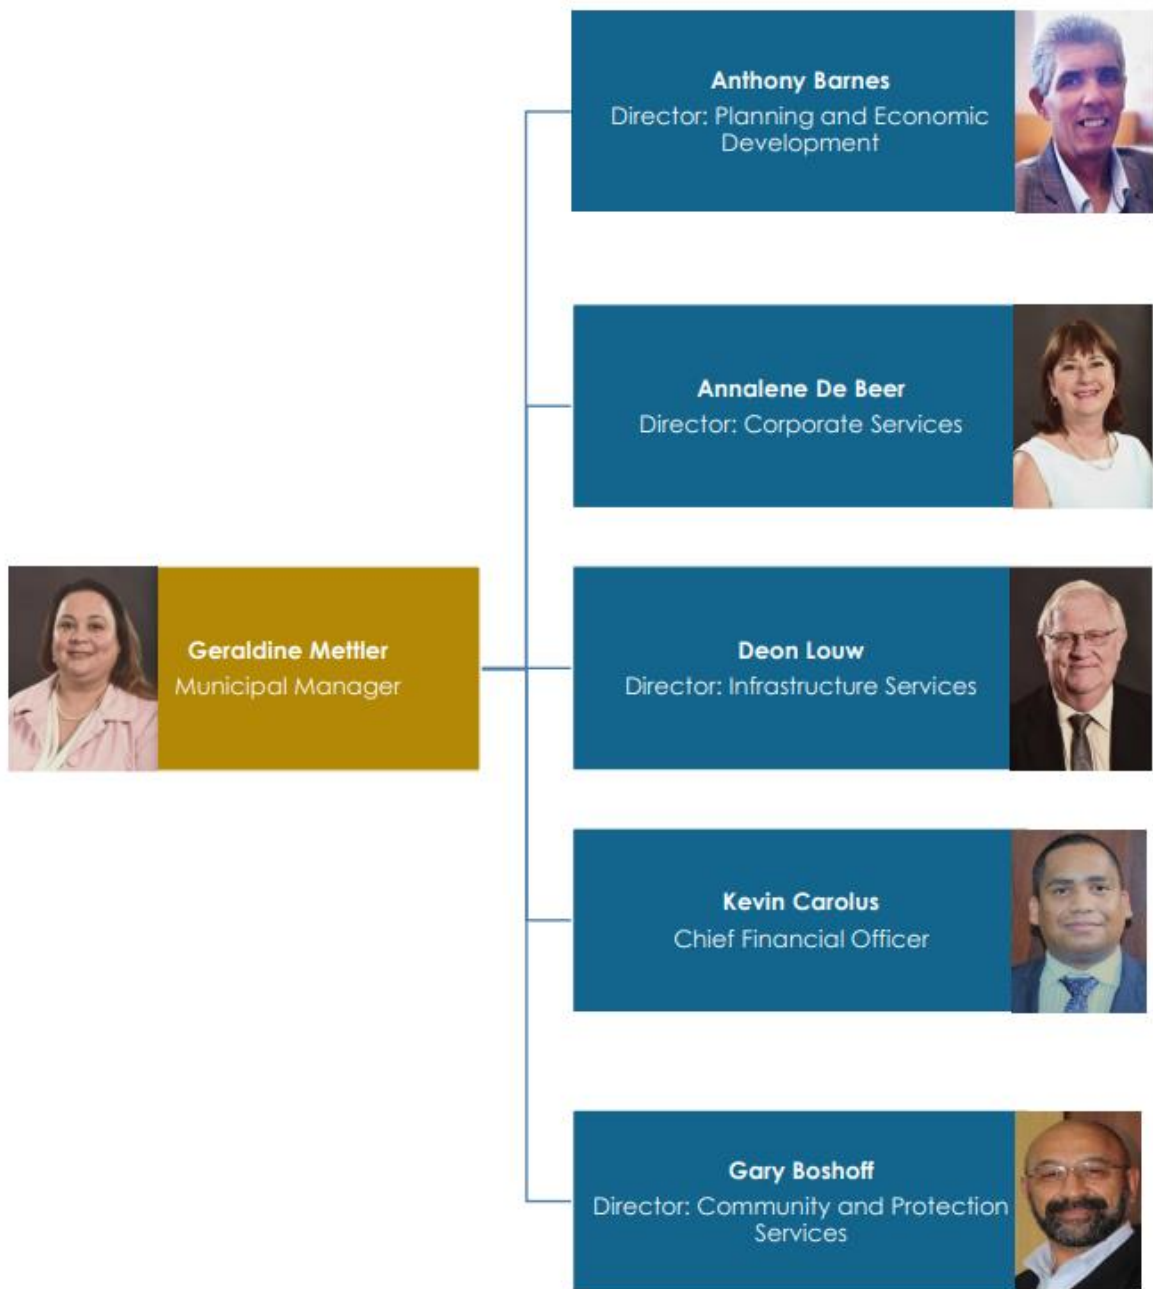 Anthony Barnes
Director: Planning and Economic
Development
Annalene De Beer
Director: Corporate Services
Geraldine Mettler
Municipal Manager
Deon Louw
Director: Infrastructure Services
Kevin Carolus
Chief Financial Officer
Gary Boshoff
Director: Community and Protection
Services